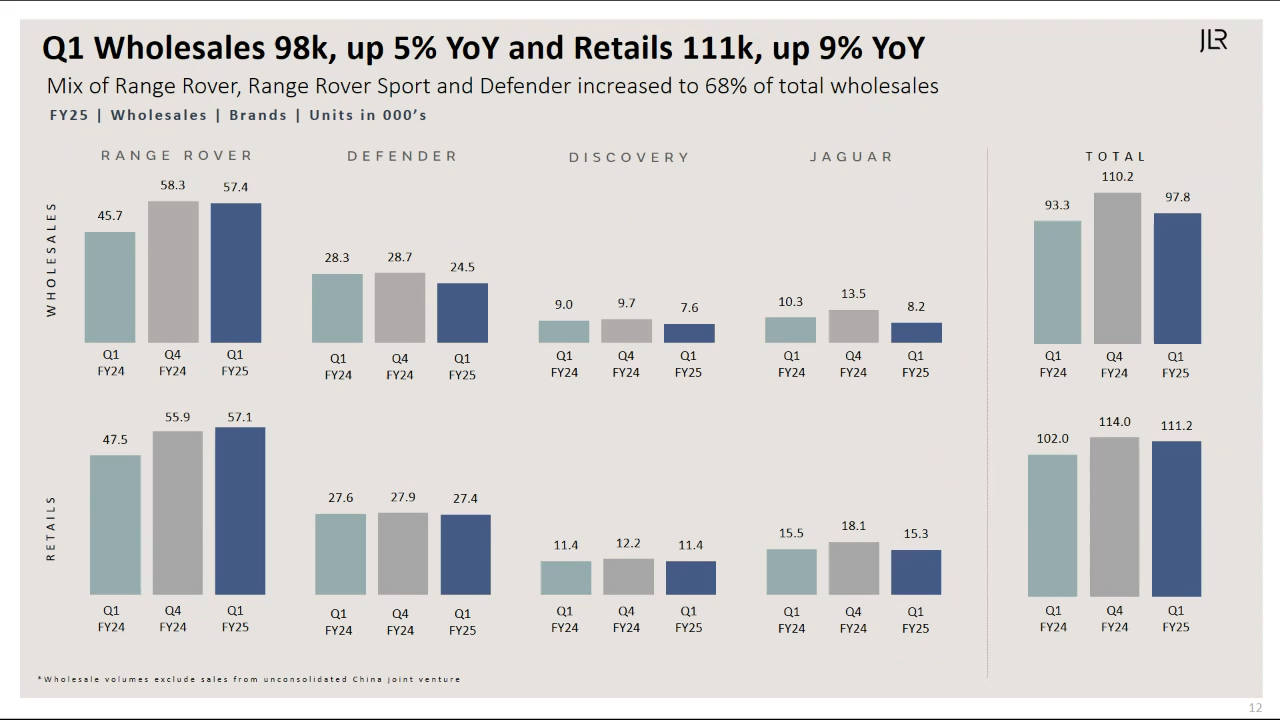 Q1 Wholesales 98k, up 5% YoY and Retails 111k, up 9% YoY
JLR
Mix of Range Rover, Range Rover Sport and Defender increased to 68% of total wholesales
FY25 | Wholesales | Brands | Units in 000’s
WHOLESALES
RANGE ROVER
45.7 58.3 57.4
Q1 Q4 Q1
FY24 FY24 FY25
DEFENDER
28.3 28.7 24.5
Q1 Q4 Q1
FY24 FY24 FY25
DISCOVERY
9.0 9.7 7.6
Q1 Q4 Q1
FY24 FY24 FY25
JAGUAR
10.3 13.5 8.2
Q1 Q4 Q1
FY24 FY24 FY25
TOTAL
93.3 110.2 97.8
Q1 Q4 Q1
FY24 FY24 FY25
RETAILS
47.5 55.9 57.1
Q1 Q4 Q1
FY24 FY24 FY25
27.6 27.9 27.4
Q1 Q4 Q1
FY24 FY24 FY25
11.4 12.2 11.4
Q1 Q4 Q1
FY24 FY24 FY25
15.5 18.1 15.3
Q1 Q4 Q1
FY24 FY24 FY25
102.0 114.0 111.2
Q1 Q4 Q1
FY24 FY24 FY25
*Wholesale volumes exclude sales from unconsolidated China joint venture
12